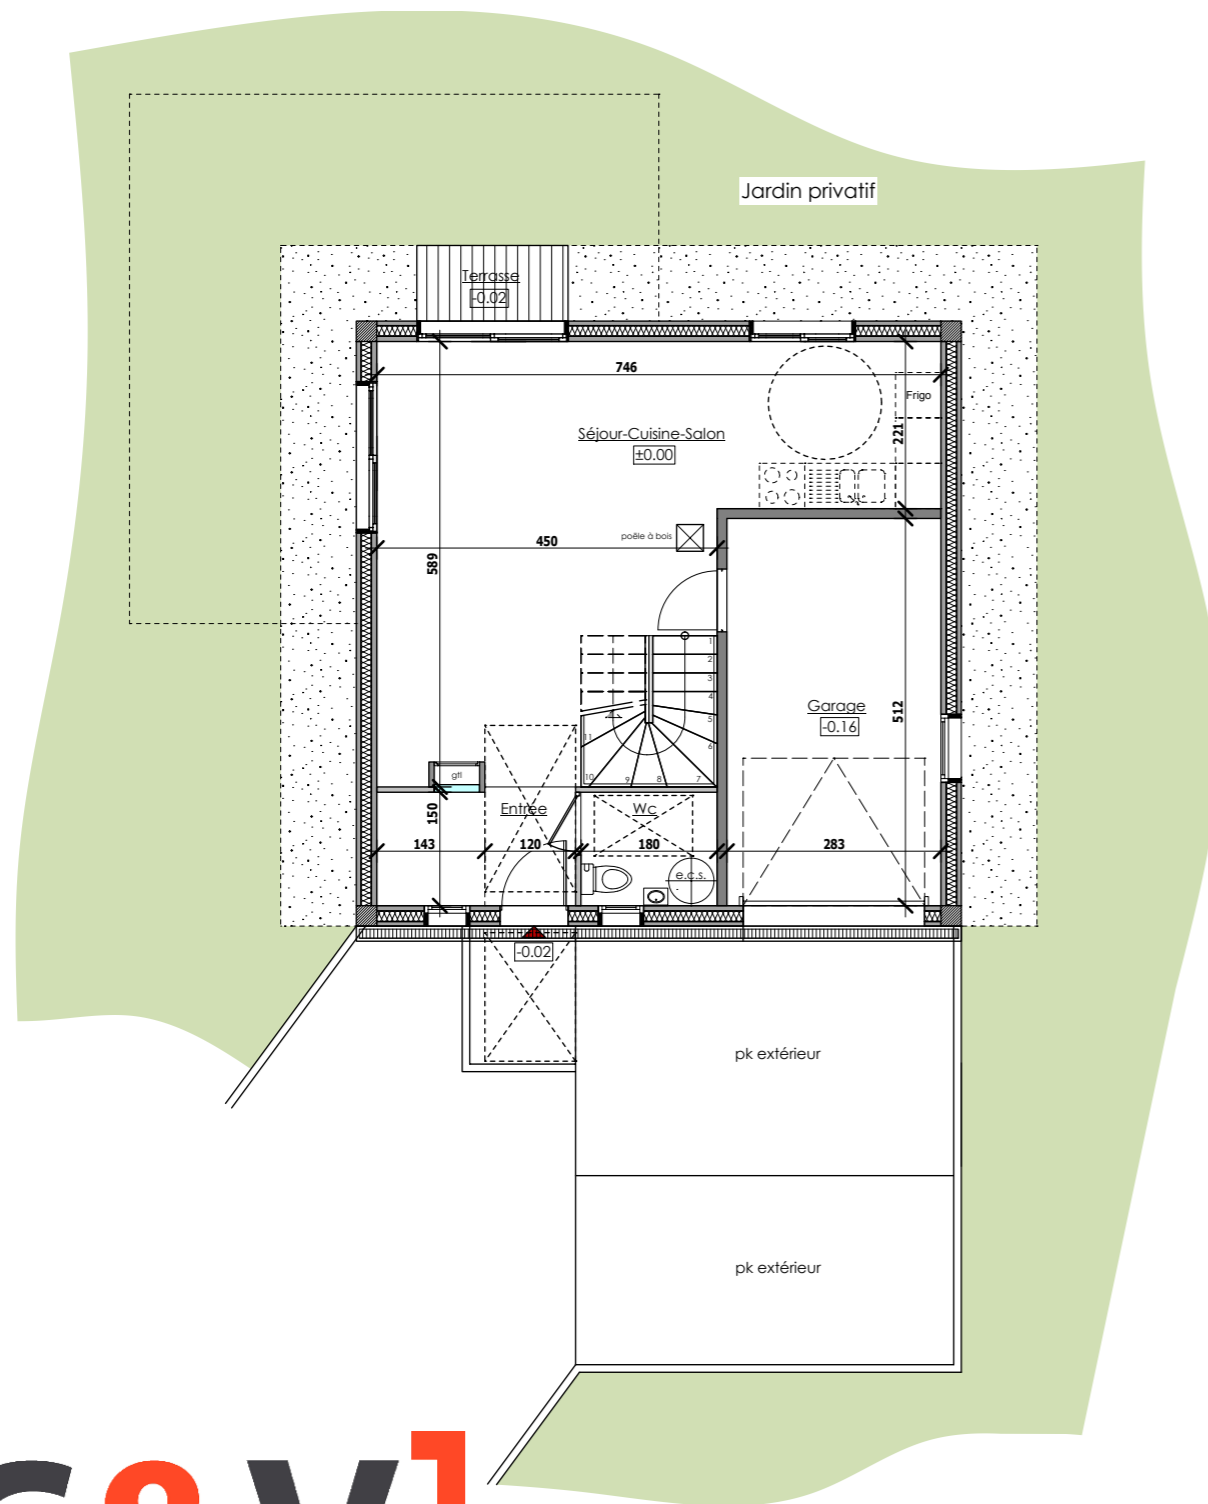 Jardin privatif
Terrasse
-0.02
746
Frigo
221
Séjour-Cuisine-Salon
±0.00
poêle à bois
450
589
1
2
3
4
5
6
7
8
9
10
11
Garage
-0.16
512
gtl
150
Entrée
Wc
143
120
180
283
e.c.s.
-0.02
pk extérieur
pk extérieur